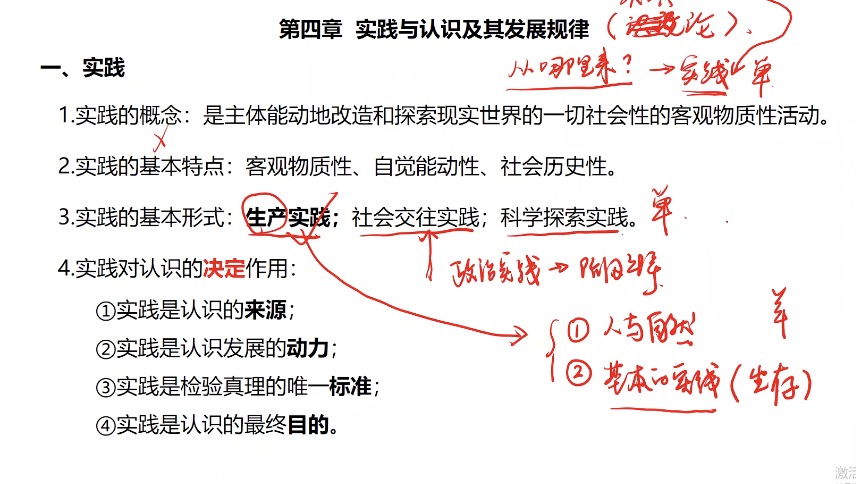 第四章 实践与认识及其发展规律 (认识论)、
一、实践 从哪里来?→实践 单
1.实践的概念：是主体能动地改造和探索现实世界的一切社会性的客观物质性活动。
2.实践的基本特点：客观物质性、自觉能动性、社会历史性。
3.实践的基本形式：生产实践；社会交往实践；科学探索实践。单
4.实践对认识的决定作用： 政治实践→阶级
①实践是认识的来源； ①人与自然 单
②实践是认识发展的动力； ②基本的实践(生存)
③实践是检验真理的唯一标准；
④实践是认识的最终目的。
激活